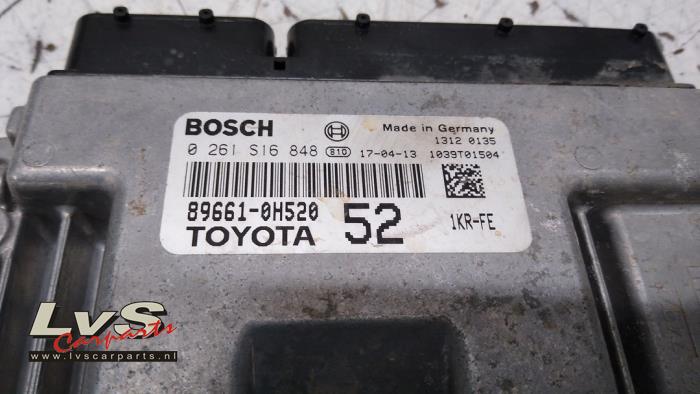 BOSCH
Made in Germany
1312 0135
0 261 S16 848 810 17-04-13 1039T01504
89661-0H520 52 1KR-FE
TOYOTA
LvS
Carparts
www.lvscarparts.nl